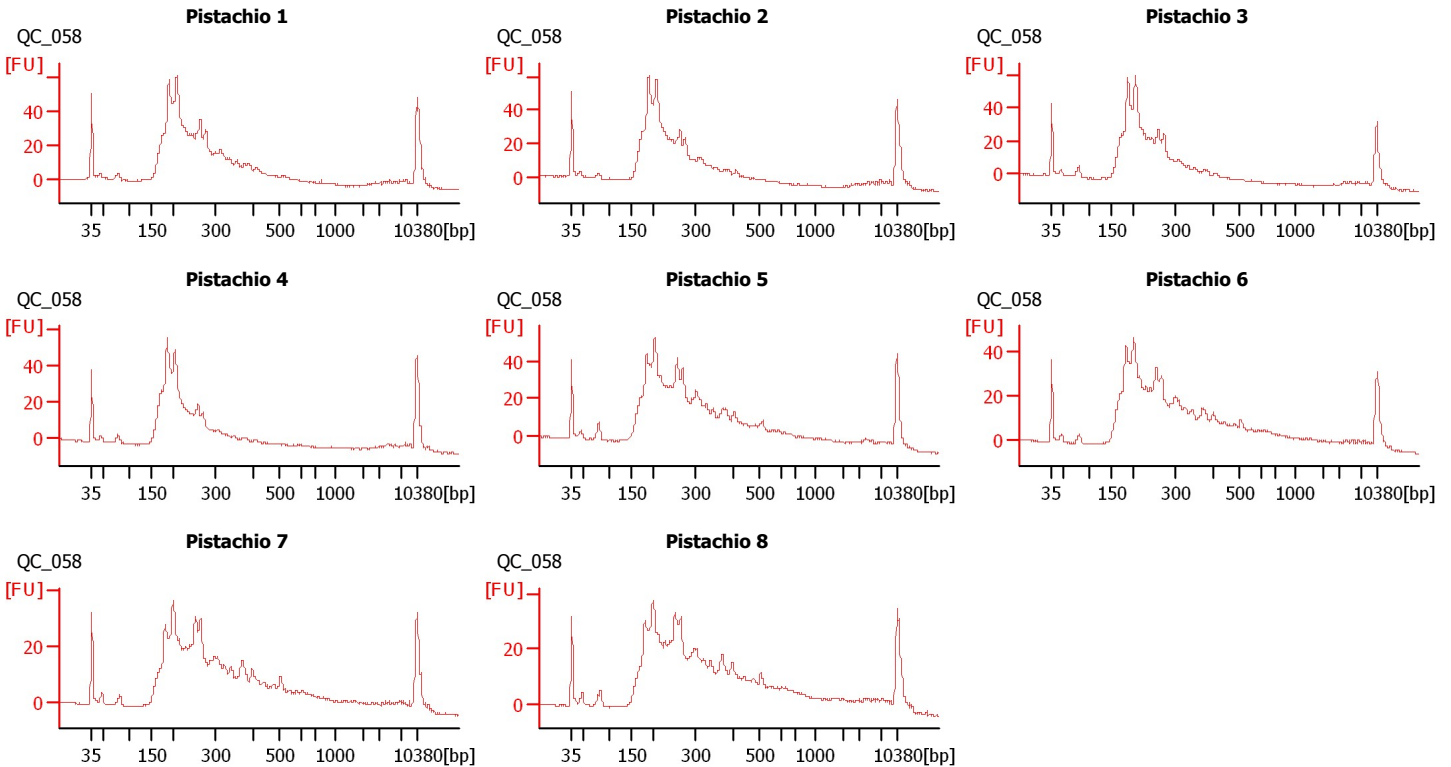 Pistachio 1
QC_058
[FU]
40
20
0
35 150 300 500 1000 10380[bp]
Pistachio 2
QC_058
[FU]
40
20
0
35 150 300 500 1000 10380[bp]
Pistachio 3
QC_058
[FU]
40
20
0
35 150 300 500 1000 10380[bp]
Pistachio 4
QC_058
[FU]
40
20
0
35 150 300 500 1000 10380[bp]
Pistachio 5
QC_058
[FU]
40
20
0
35 150 300 500 1000 10380[bp]
Pistachio 6
QC_058
[FU]
40
20
0
35 150 300 500 1000 10380[bp]
Pistachio 7
QC_058
[FU]
20
0
35 150 300 500 1000 10380[bp]
Pistachio 8
QC_058
[FU]
20
0
35 150 300 500 1000 10380[bp]